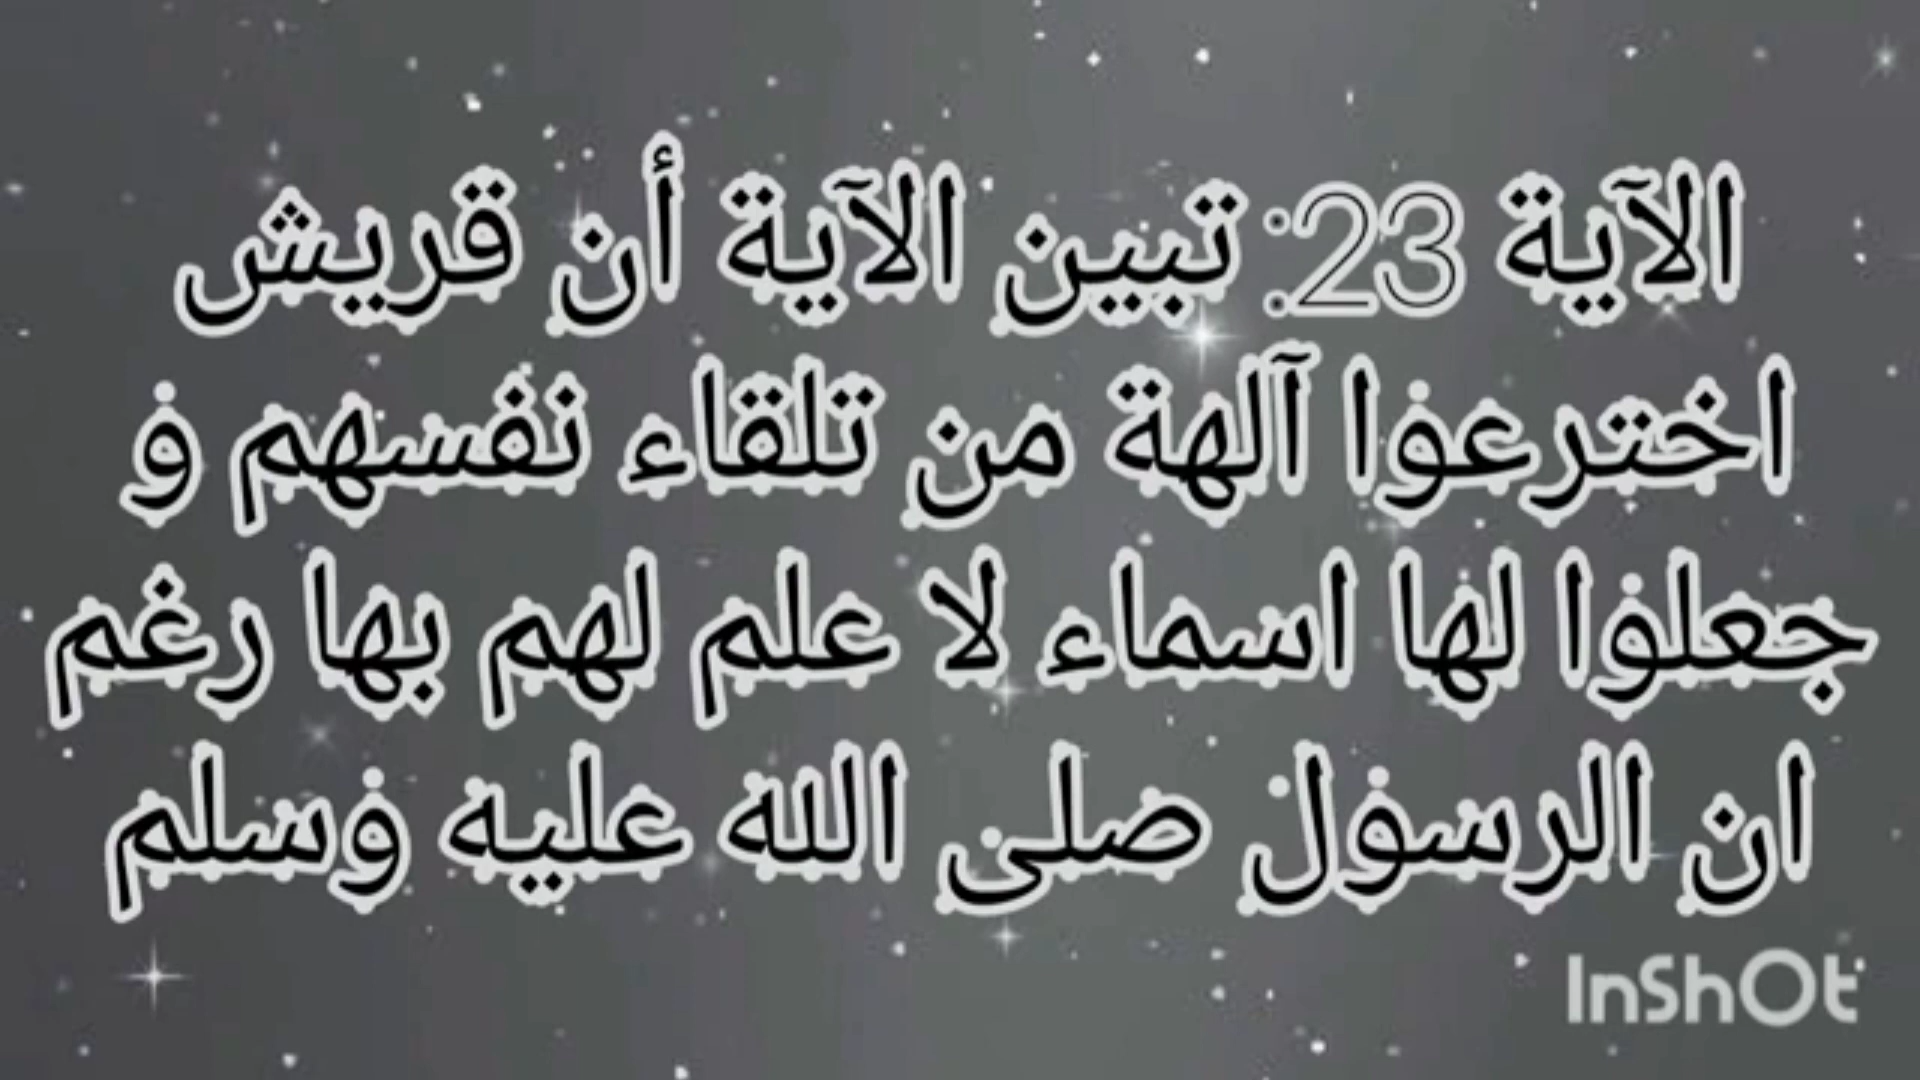 الآية 23: تبين الآية أن قريش
اخترعوا آلهة من تلقاء نفسهم و
جعلوا لها اسماء لا علم لهم بها رغم
ان الرسول صلى الله عليه وسلم
InShOt